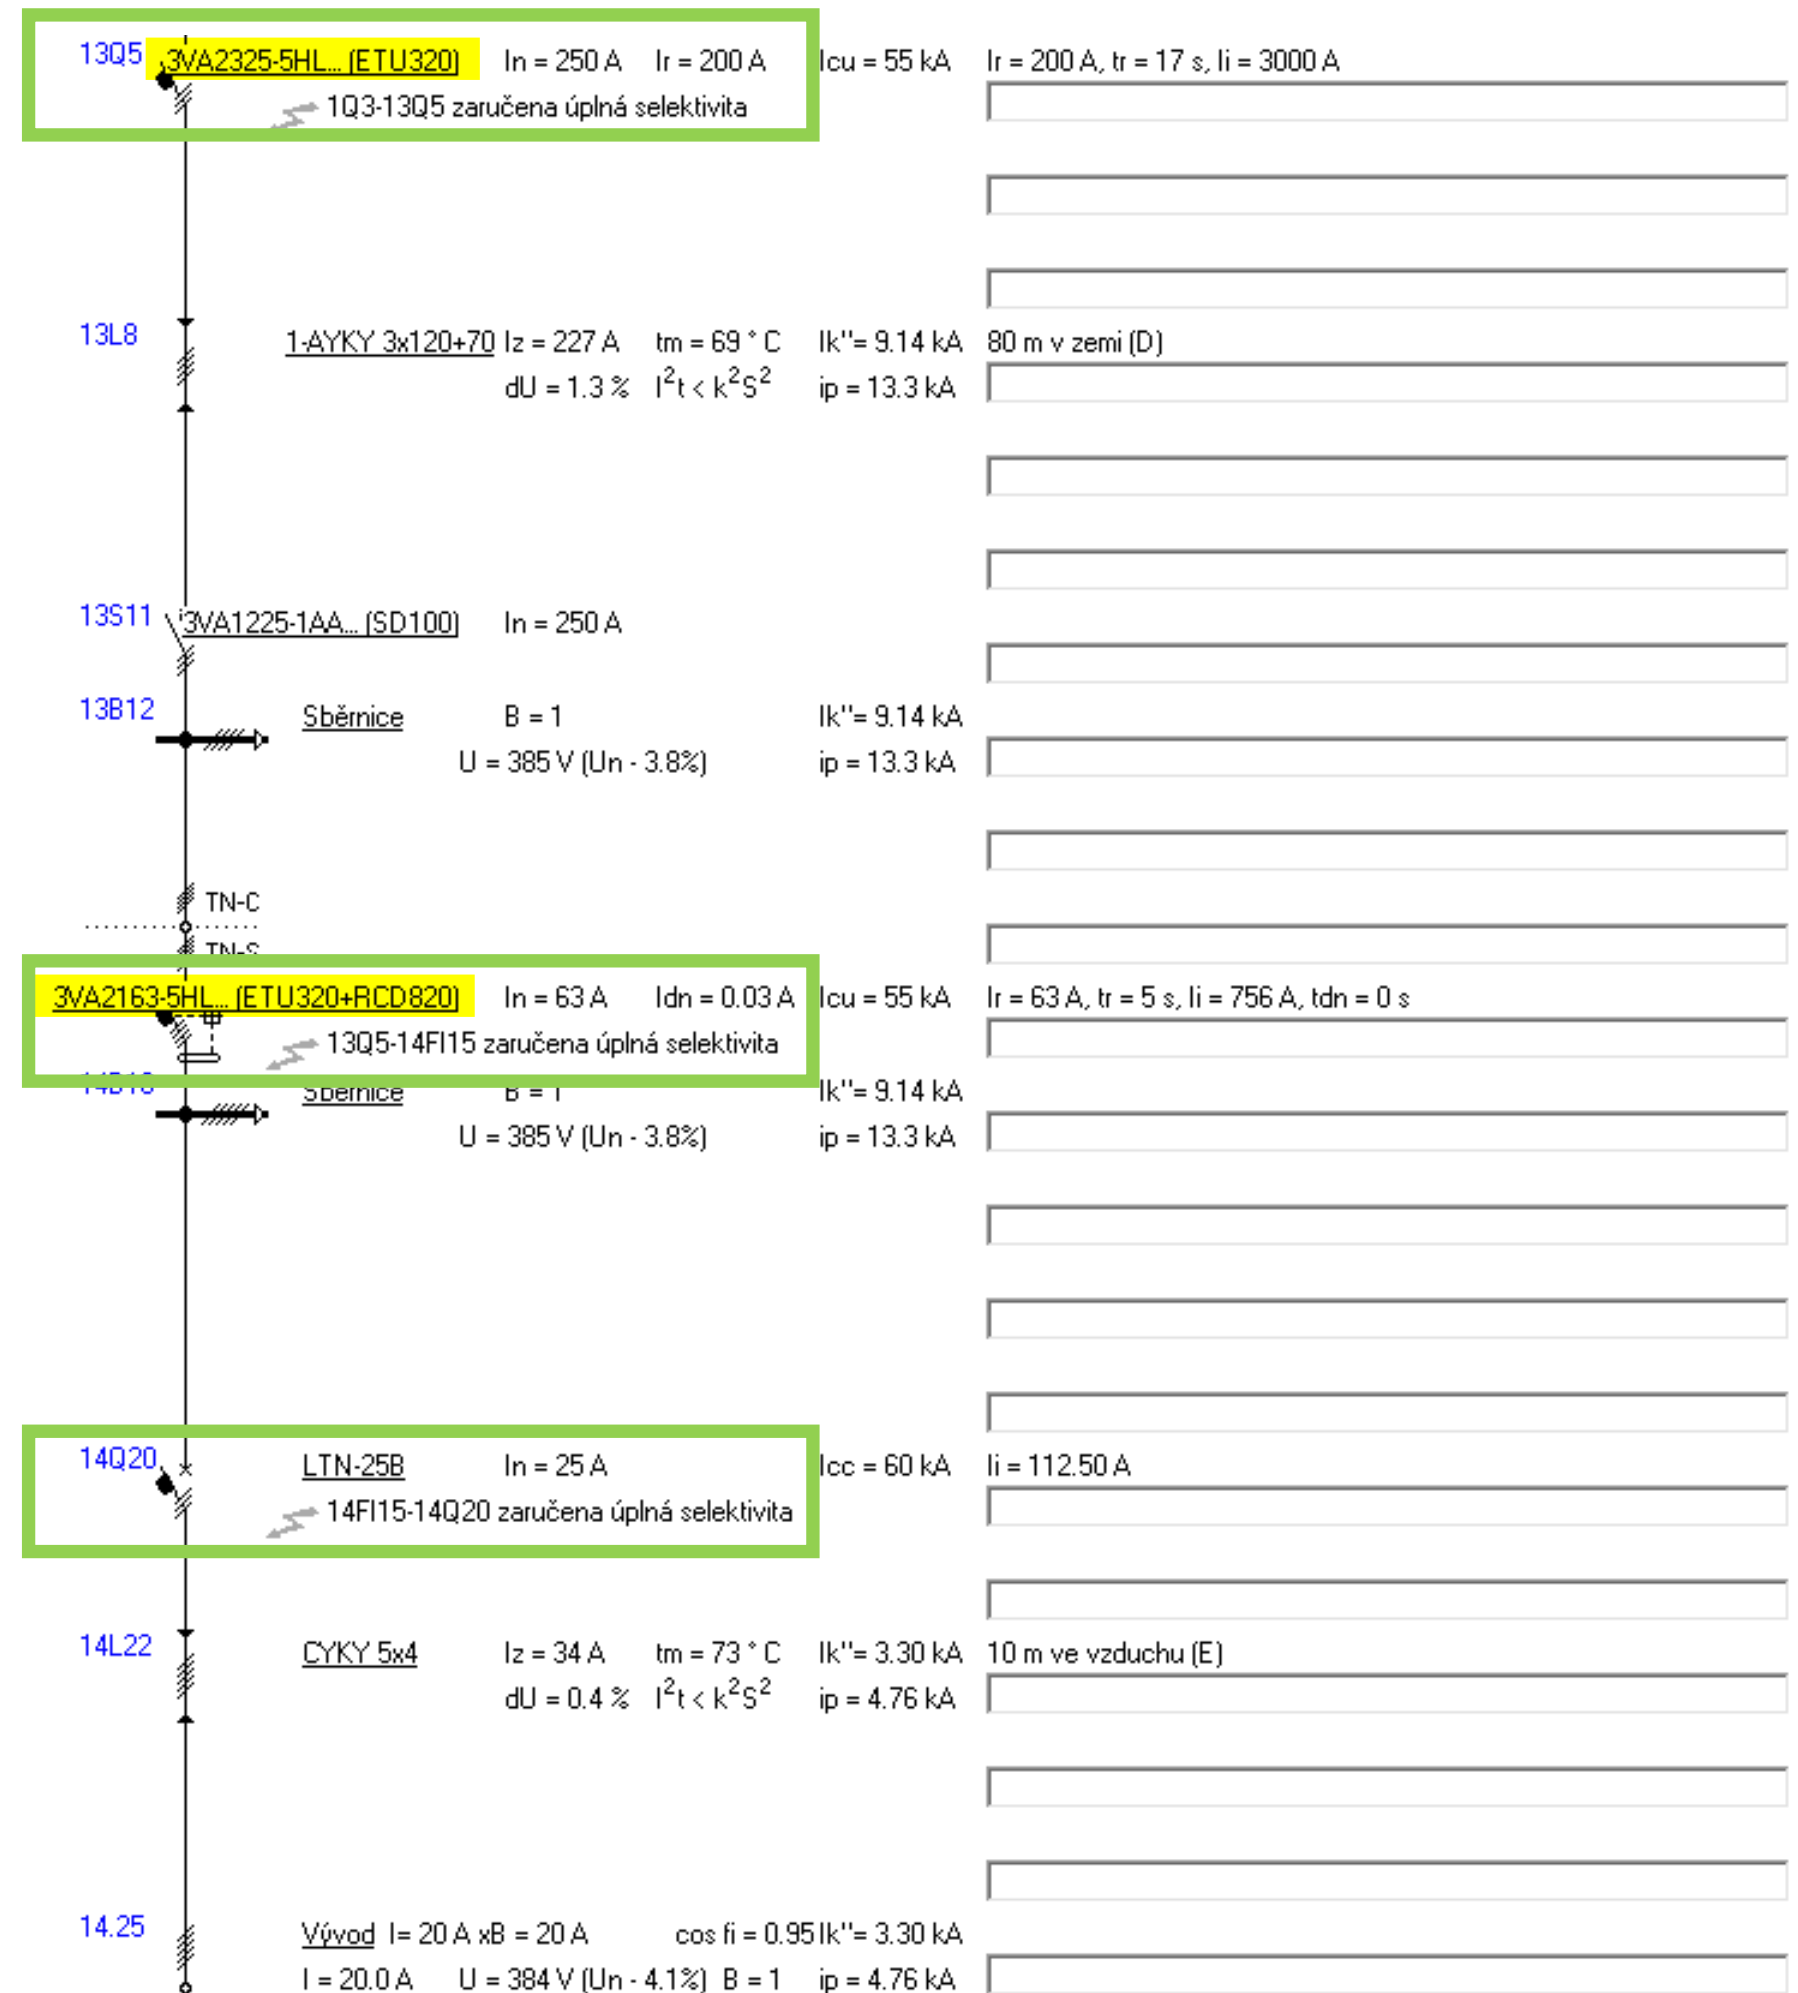 13Q5 3VA2325-5HL... (ETU320) In = 250 A Ir = 200 A Icu = 55 kA Ir = 200 A, tr = 17 s, Ii = 3000 A
1Q3-13Q5 zaručena úplná selektivita
13L8 1-AYKY 3x120+70 Iz = 227 A tm = 69 ° C Ik''= 9.14 kA 80 m v zemi (D)
dU = 1.3 % I²t < k²S² ip = 13.3 kA
13S11 3VA1225-1AA... (SD100) In = 250 A
13B12 Sběrnice B = 1 Ik''= 9.14 kA
U = 385 V (Un - 3.8%) ip = 13.3 kA
TN-C
TN-S
3VA2163-5HL... (ETU320+RCD820) In = 63 A Idn = 0.03 A Icu = 55 kA Ir = 63 A, tr = 5 s, Ii = 756 A, tdn = 0 s
13Q5-14FI15 zaručena úplná selektivita
Sběrnice B = 1 Ik''= 9.14 kA
U = 385 V (Un - 3.8%) ip = 13.3 kA
14Q20 LTN-25B In = 25 A Icc = 60 kA Ii = 112.50 A
14FI15-14Q20 zaručena úplná selektivita
14L22 CYKY 5x4 Iz = 34 A tm = 73 ° C Ik''= 3.30 kA 10 m ve vzduchu (E)
dU = 0.4 % I²t < k²S² ip = 4.76 kA
14.25 Vývod I= 20 A xB = 20 A cos fi = 0.95 Ik''= 3.30 kA
I = 20.0 A U = 384 V (Un - 4.1%) B = 1 ip = 4.76 kA